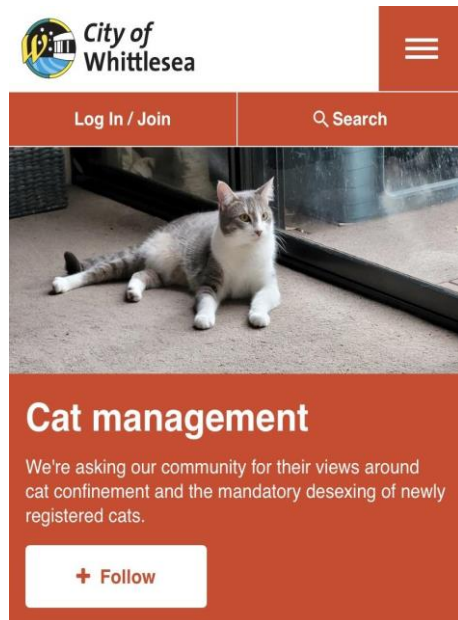 City of
Whittlesea
Log In / Join
Search
Cat management
We're asking our community for their views around
cat confinement and the mandatory desexing of newly
registered cats.
+ Follow